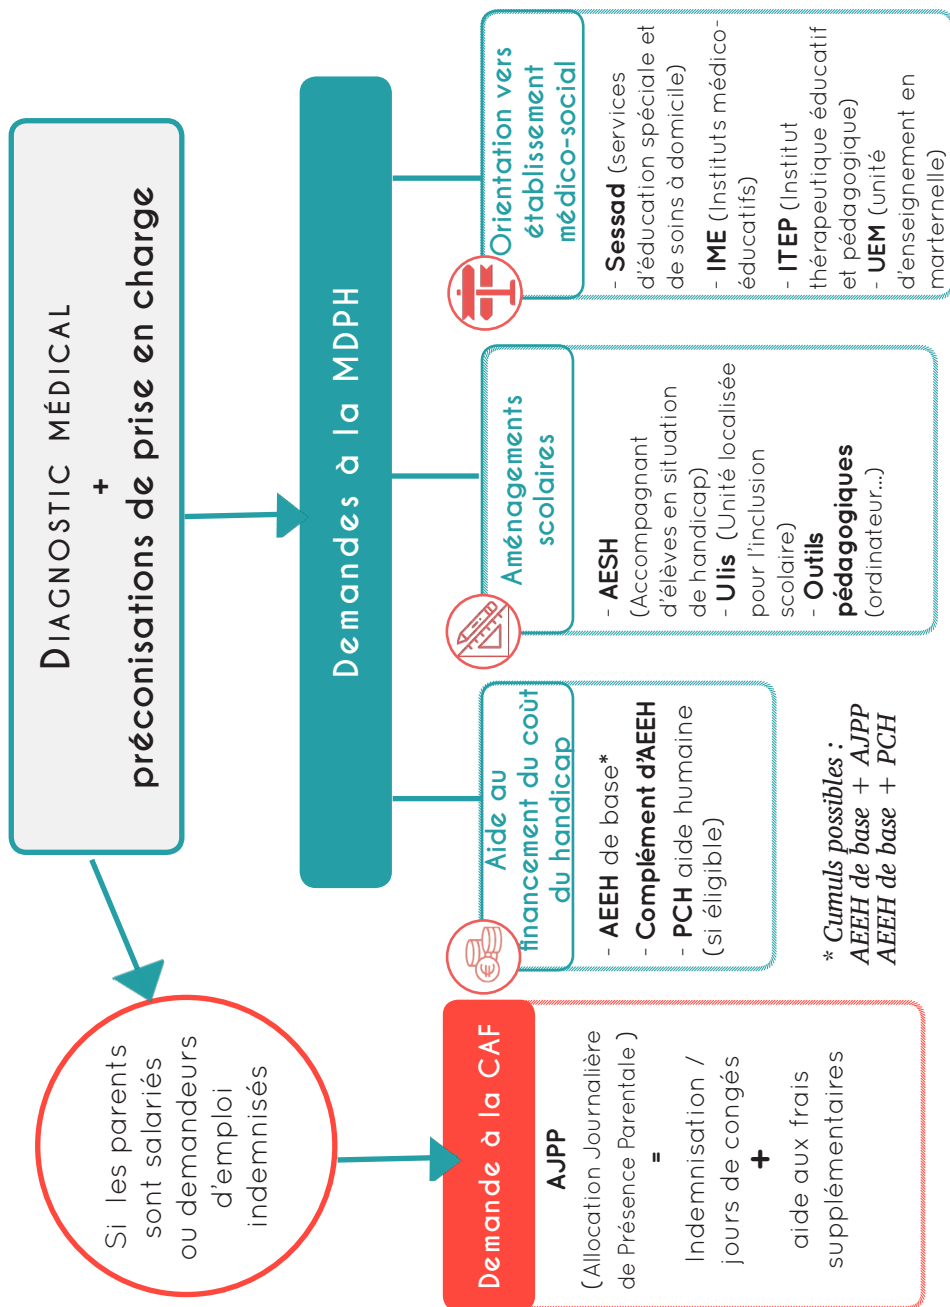 DIAGNOSTIC MÉDICAL
+
préconisations de prise en charge
Si les parents
sont salariés
ou demandeurs
d'emploi
indemnisés
Demande à la CAF
AJPP
(Allocation Journalière
de Présence Parentale )
=
Indemnisation /
jours de congés
+
aide aux frais
supplémentaires
Demandes à la MDPH
Aide au
financement du coût
du handicap
- AEEH de base*
- Complément d'AEEH
- PCH aide humaine
(si éligible)
* Cumuls possibles :
AEEH de base + AJPP
AEEH de base + PCH
Aménagements
scolaires
- AESH
(Accompagnant
d'élèves en situation
de handicap)
- Ulis (Unité localisée
pour l'inclusion
scolaire)
- Outils
pédagogiques
(ordinateur...)
Orientation vers
établissement
médico-social
- Sessad (services
d'éducation spéciale et
de soins à domicile)
- IME (Instituts médico-
éducatifs)
- ITEP (Institut
thérapeutique éducatif
et pédagogique)
- UEM (unité
d'enseignement en
marternelle)